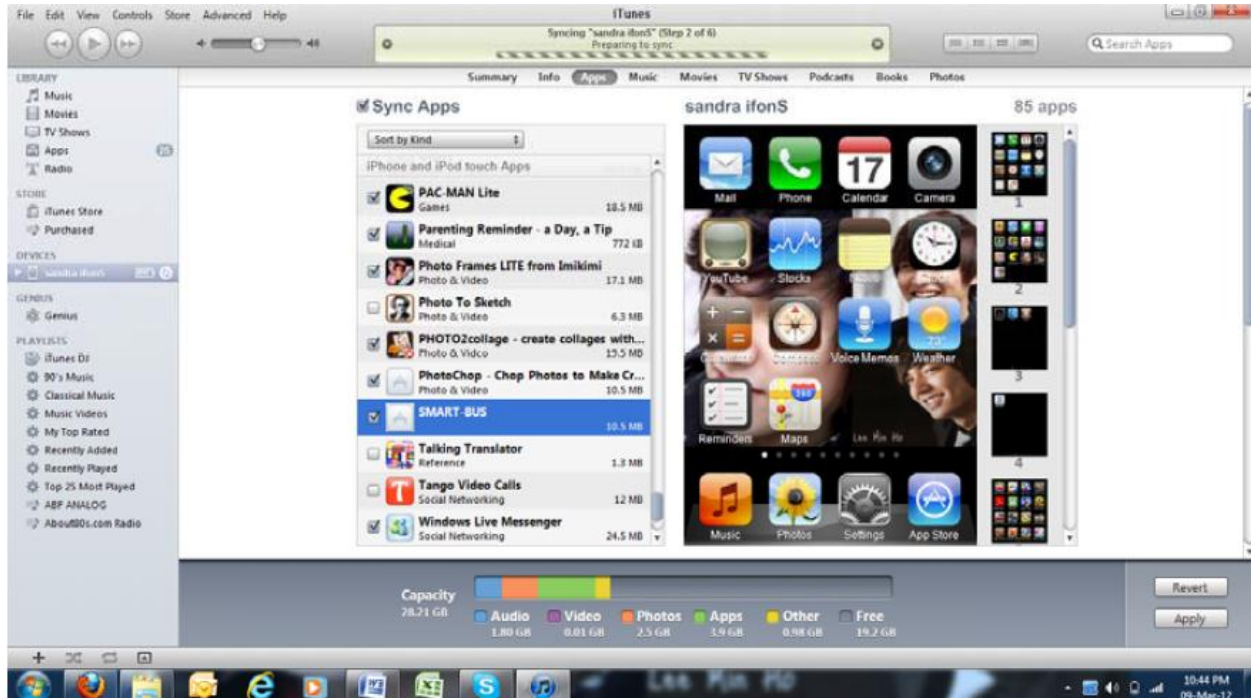 File Edit View Controls Store Advanced Help
iTunes
Syncing "sandra ifonS" (Step 2 of 6)
Preparing to sync
Search Apps
Summary Info Apps Music Movies TV Shows Podcasts Books Photos
LIBRARY
Music
Movies
TV Shows
Apps
Radio
STORE
iTunes Store
Purchased
DEVICES
sandra ifonS
GENIUS
Genius
PLAYLISTS
iTunes DJ
90's Music
Classical Music
Music Videos
My Top Rated
Recently Added
Recently Played
Top 25 Most Played
ABF ANALOG
About80s.com Radio
Sync Apps
Sort by Kind
iPhone and iPod touch Apps
PAC-MAN Lite
Games 18.5 MB
Parenting Reminder - a Day, a Tip
Medical 772 KB
Photo Frames LITE from Imikimi
Photo & Video 17.1 MB
Photo To Sketch
Photo & Video 6.3 MB
PHOTO2collage - create collages with...
Photo & Video 15.5 MB
PhotoChop - Chop Photos to Make Cr...
Photo & Video 10.5 MB
SMART-BUS
10.5 MB
Talking Translator
Reference 1.3 MB
Tango Video Calls
Social Networking 12 MB
Windows Live Messenger
Social Networking 24.5 MB
sandra ifonS 85 apps
17
Mail Phone Calendar Camera
YouTube Stocks
73°
Compass Voice Memos Weather
280
Reminders Maps
Lee Min Ho
Music Photos Settings App Store
1
2
3
4
Capacity
28.21 GB
Audio Video Photos Apps Other Free
1.80 GB 0.01 GB 2.5 GB 3.9 GB 0.98 GB 19.2 GB
Revert
Apply
Lee Min Ho
10:44 PM
09-Mar-12